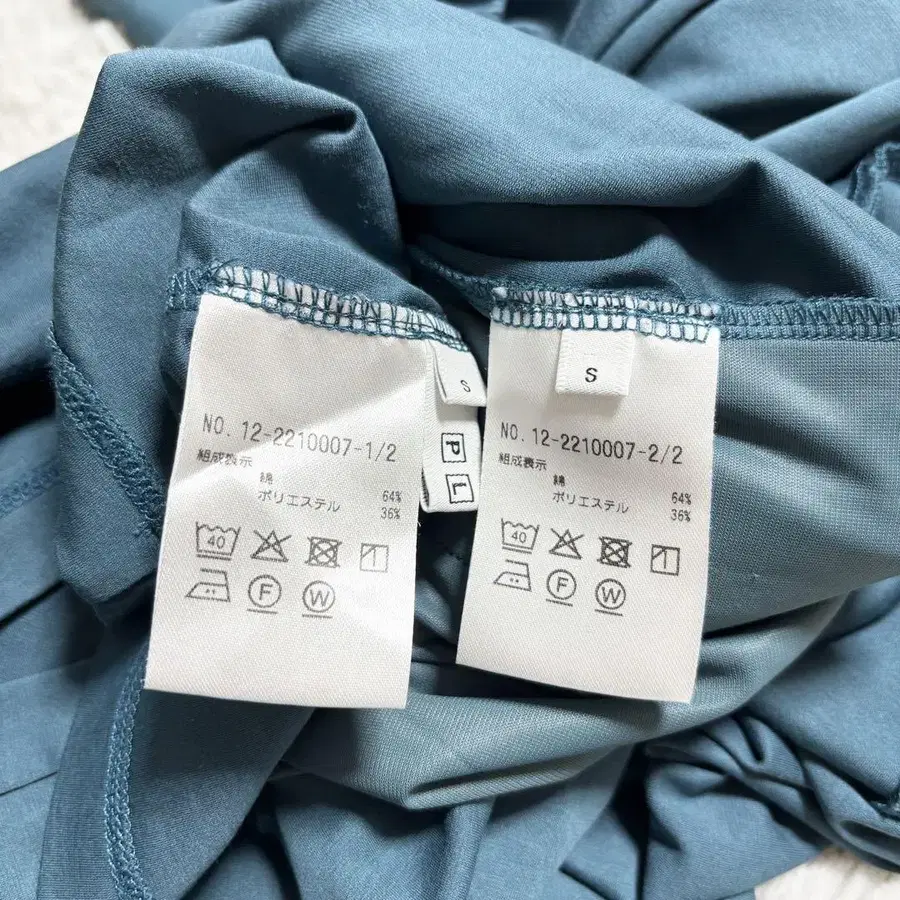 S
P
L
NO. 12-2210007-1/2
組成表示
綿 64%
ポリエステル 36%
40
F
W
S
NO. 12-2210007-2/2
組成表示
綿 64%
ポリエステル 36%
40
F
W